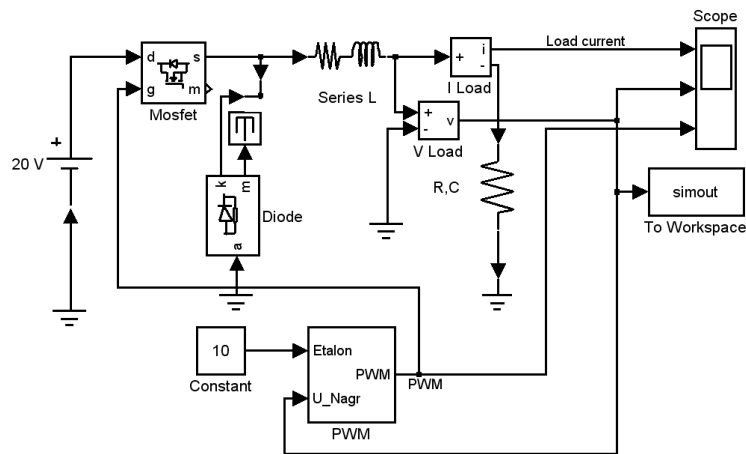 Scope
d
s
g
m
Mosfet
Series L
+
i
-
I Load
Load current
+
-
v
V Load
+
20 V
k
m
a
Diode
R,C
simout
To Workspace
10
Constant
Etalon
PWM
U_Nagr
PWM
PWM